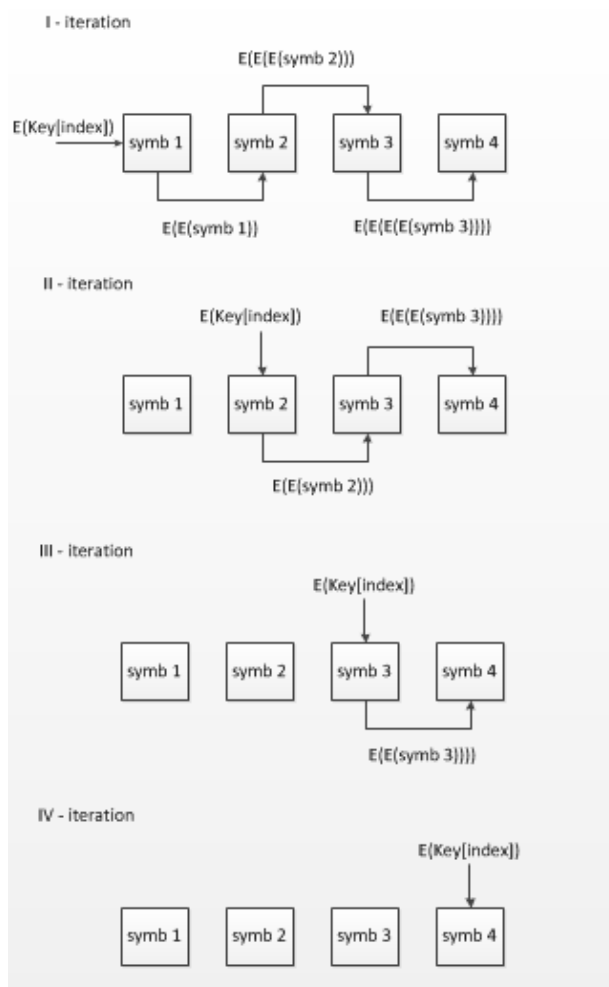 I - iteration
E(E(E(symb 2)))
E(Key[index])
symb 1 symb 2 symb 3 symb 4
E(E(symb 1)) E(E(E(E(symb 3))))
II - iteration
E(Key[index]) E(E(E(symb 3))))
symb 1 symb 2 symb 3 symb 4
E(E(symb 2)))
III - iteration
E(Key[index])
symb 1 symb 2 symb 3 symb 4
E(E(symb 3))))
IV - iteration
E(Key[index])
symb 1 symb 2 symb 3 symb 4